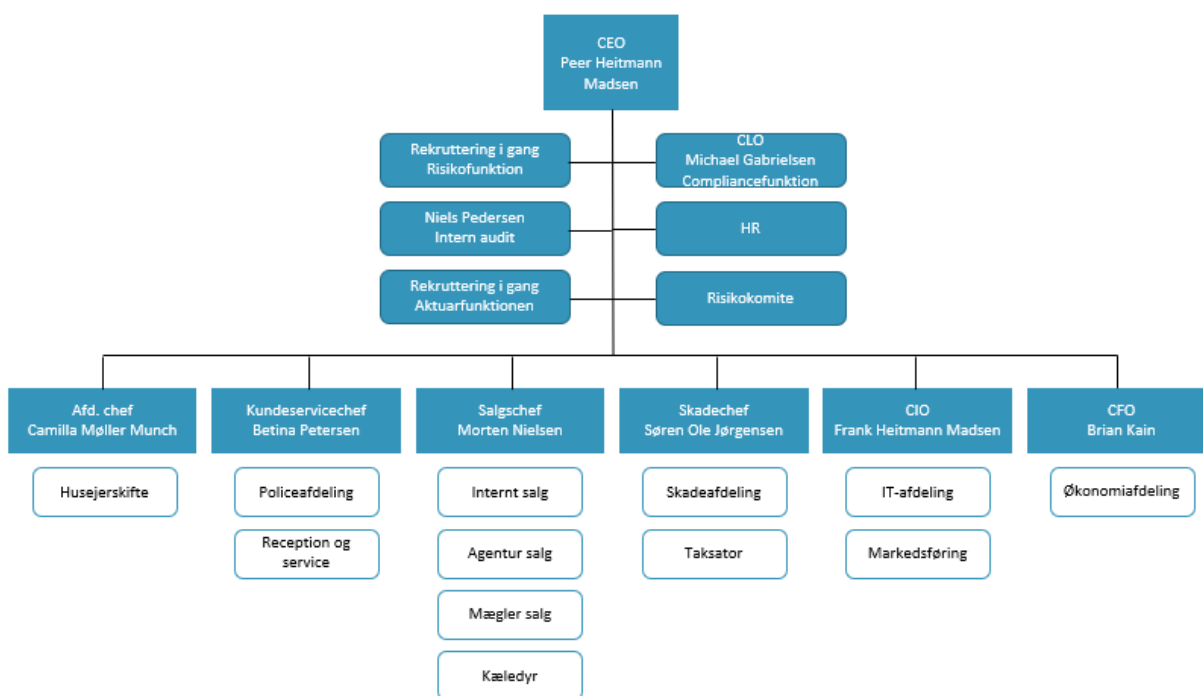 CEO
Peer Heitmann
Madsen
Rekruttering i gang
Risikofunktion
CLO
Michael Gabrielsen
Compliancefunktion
Niels Pedersen
Intern audit
HR
Rekruttering i gang
Aktuarfunktionen
Risikokomite
Afd. chef
Camilla Møller Munch
Kundeservicechef
Betina Petersen
Salgschef
Morten Nielsen
Skadechef
Søren Ole Jørgensen
CIO
Frank Heitmann Madsen
CFO
Brian Kain
Husejerskifte
Policeafdeling
Internt salg
Skadeafdeling
IT-afdeling
Økonomiafdeling
Reception og
service
Agentur salg
Taksator
Markedsføring
Mægler salg
Kæledyr